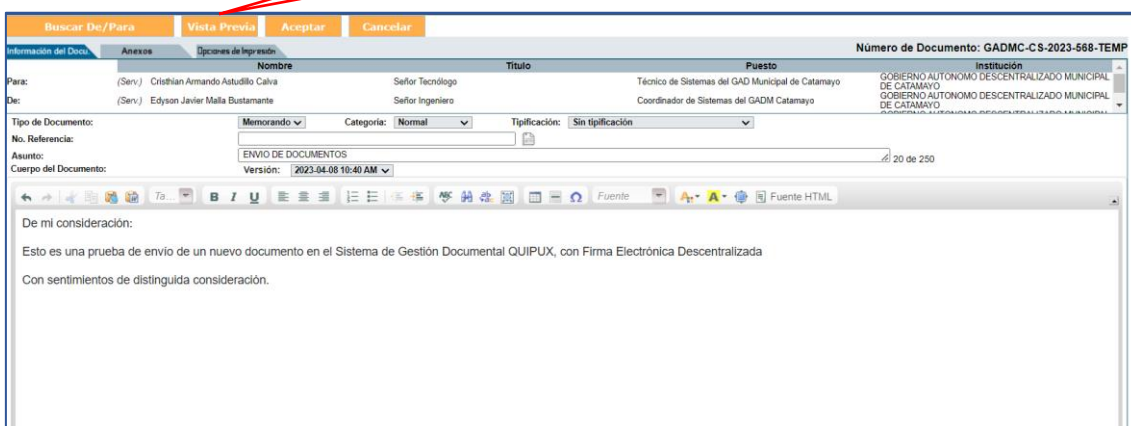 Buscar De/Para Vista Previa Aceptar Cancelar
Información del Docu. Anexos Opciones de Impresión Número de Documento: GADMC-CS-2023-568-TEMP
Nombre Título Puesto Institución
Para: (Serv.) Cristhian Armando Astudillo Calva Señor Tecnólogo Técnico de Sistemas del GAD Municipal de Catamayo GOBIERNO AUTONOMO DESCENTRALIZADO MUNICIPAL DE CATAMAYO
De: (Serv.) Edyson Javier Malla Bustamante Señor Ingeniero Coordinador de Sistemas del GADM Catamayo GOBIERNO AUTONOMO DESCENTRALIZADO MUNICIPAL DE CATAMAYO
Tipo de Documento: Memorando Categoria: Normal Tipificación: Sin tipificación
No. Referencia:
Asunto: ENVIO DE DOCUMENTOS 20 de 250
Cuerpo del Documento: Versión: 2023-04-08 10:40 AM
Ta... B I U Ω Fuente A A Fuente HTML
De mi consideración:
Esto es una prueba de envío de un nuevo documento en el Sistema de Gestión Documental QUIPUX, con Firma Electrónica Descentralizada
Con sentimientos de distinguida consideración.